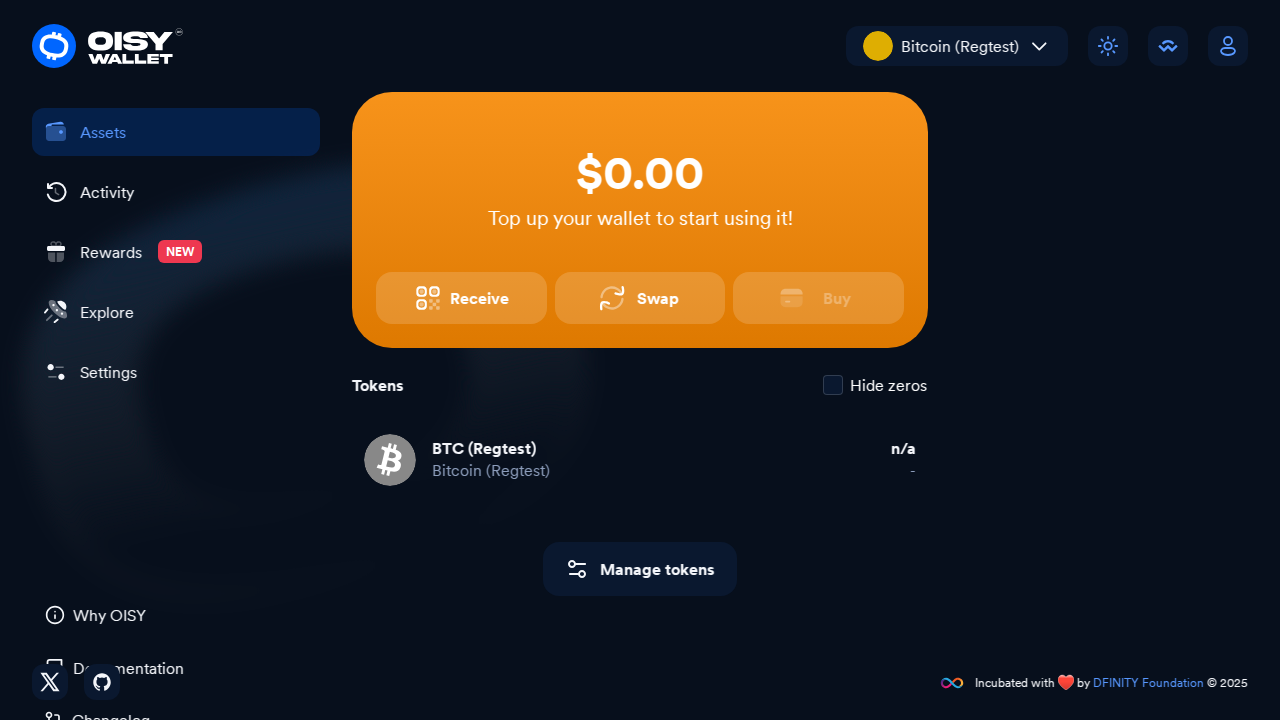 OISY
WALLET
Bitcoin (Regtest)
Assets
Activity
Rewards NEW
Explore
Settings
$0.00
Top up your wallet to start using it!
Receive
Swap
Buy
Tokens
Hide zeros
BTC (Regtest)
n/a
Bitcoin (Regtest)
-
Manage tokens
Why OISY
Documentation
Changelog
Incubated with ❤️ by DFINITY Foundation © 2025